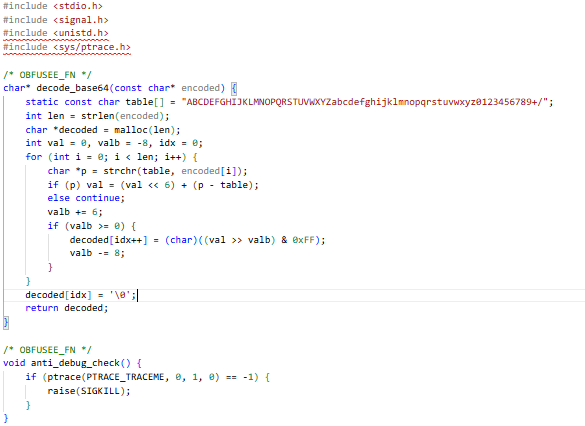 #include <stdio.h>
#include <signal.h>
#include <unistd.h>
#include <sys/ptrace.h>
/* OBFUSEE_FN */
char* decode_base64(const char* encoded) {
    static const char table[] = "ABCDEFGHIJKLMNOPQRSTUVWXYZabcdefghijklmnopqrstuvwxyz0123456789+/";
    int len = strlen(encoded);
    char *decoded = malloc(len);
    int val = 0, valb = -8, idx = 0;
    for (int i = 0; i < len; i++) {
        char *p = strchr(table, encoded[i]);
        if (p) val = (val << 6) + (p - table);
        else continue;
        valb += 6;
        if (valb >= 0) {
            decoded[idx++] = (char)((val >> valb) & 0xFF);
            valb -= 8;
        }
    }
    decoded[idx] = '\0';
    return decoded;
}
/* OBFUSEE_FN */
void anti_debug_check() {
    if (ptrace(PTRACE_TRACEME, 0, 1, 0) == -1) {
        raise(SIGKILL);
    }
}